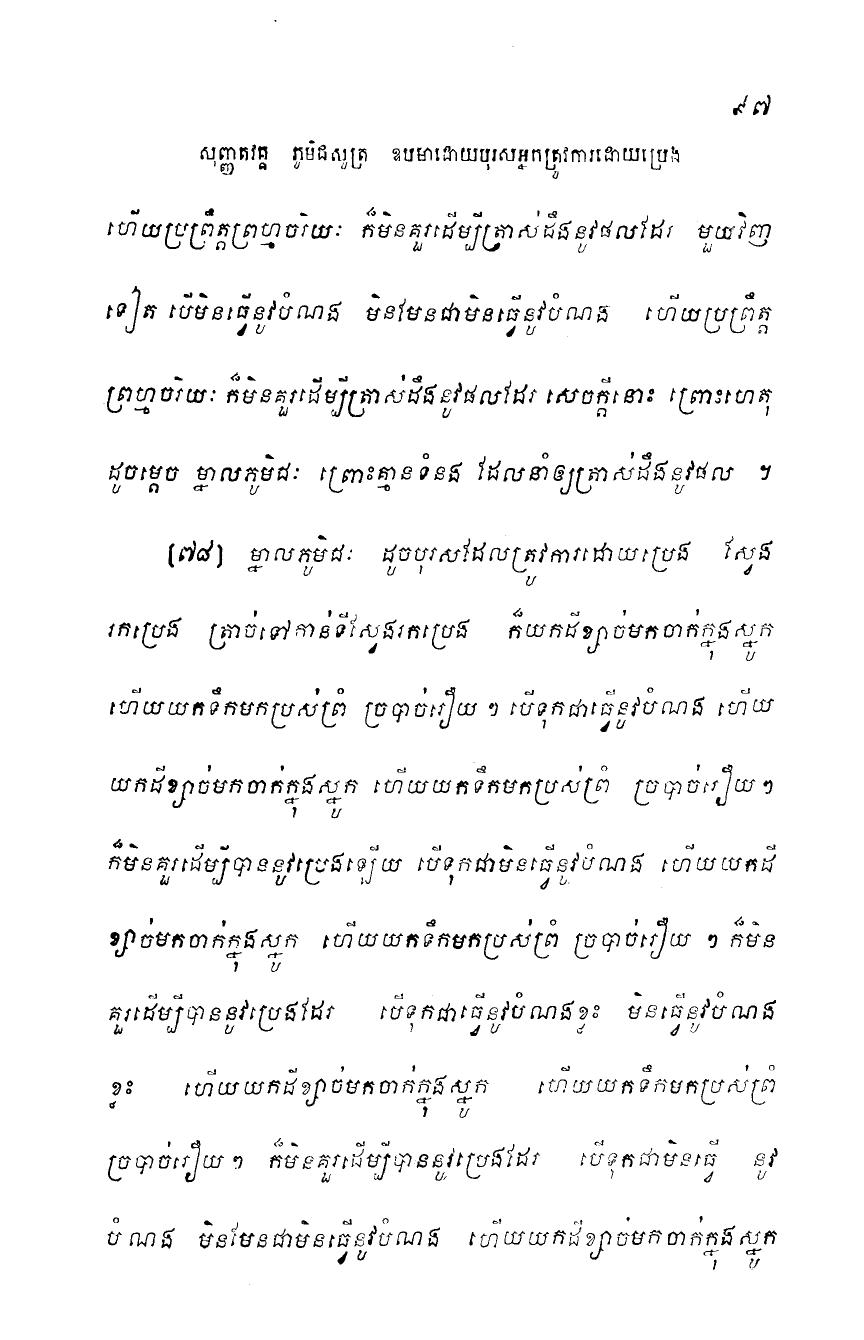 ៩៧
សុញ្ញតវគ្គ ភូមិជសូត្រ ឧបមាដោយបុរសអ្នកត្រូវការដោយប្រេង
ហើយប្រព្រឹត្តព្រហ្មចរិយៈ ក៏មិនគួរដើម្បីត្រាស់ដឹងនូវផលដែរ មួយវិញ
ទៀត បើមិនធ្វើនូវបំណង មិនមែនជាមិនធ្វើនូវបំណង ហើយប្រព្រឹត្ត
ព្រហ្មចរិយៈ ក៏មិនគួរដើម្បីត្រាស់ដឹងនូវផលដែរ សេចក្តីនោះ ព្រោះហេតុ
ដូចម្តេច ម្នាលភូមិជៈ ព្រោះគ្មានទំនង ដែលនាំឲ្យត្រាស់ដឹងនូវផល ។
[៧៨] ម្នាលភូមិជៈ ដូចបុរសដែលត្រូវការដោយប្រេង ស្វែង
រកប្រេង ត្រាច់ទៅកាន់ទីស្វែងរកប្រេង ក៏យកដីខ្សាច់មកចាក់ក្នុងស្នូក
ហើយយកទឹកមកប្រស់ព្រំ ច្របាច់រឿយ ៗ បើទុកជាធ្វើនូវបំណង ហើយ
យកដីខ្សាច់មកចាក់ក្នុងស្នូក ហើយយកទឹកមកប្រស់ព្រំ ច្របាច់រឿយ ៗ
ក៏មិនគួរដើម្បីបាននូវប្រេងឡើយ បើទុកជាមិនធ្វើនូវបំណង ហើយយកដី
ខ្សាច់មកចាក់ក្នុងស្នូក ហើយយកទឹកមកប្រស់ព្រំ ច្របាច់រឿយ ៗ ក៏មិន
គួរដើម្បីបាននូវប្រេងដែរ បើទុកជាធ្វើនូវបំណងខ្លះ មិនធ្វើនូវបំណង
ខ្លះ ហើយយកដីខ្សាច់មកចាក់ក្នុងស្នូក ហើយយកទឹកមកប្រស់ព្រំ
ច្របាច់រឿយ ៗ ក៏មិនគួរដើម្បីបាននូវប្រេងដែរ បើទុកជាមិនធ្វើ នូវ
បំណង មិនមែនជាមិនធ្វើនូវបំណង ហើយយកដីខ្សាច់មកចាក់ក្នុងស្នូក